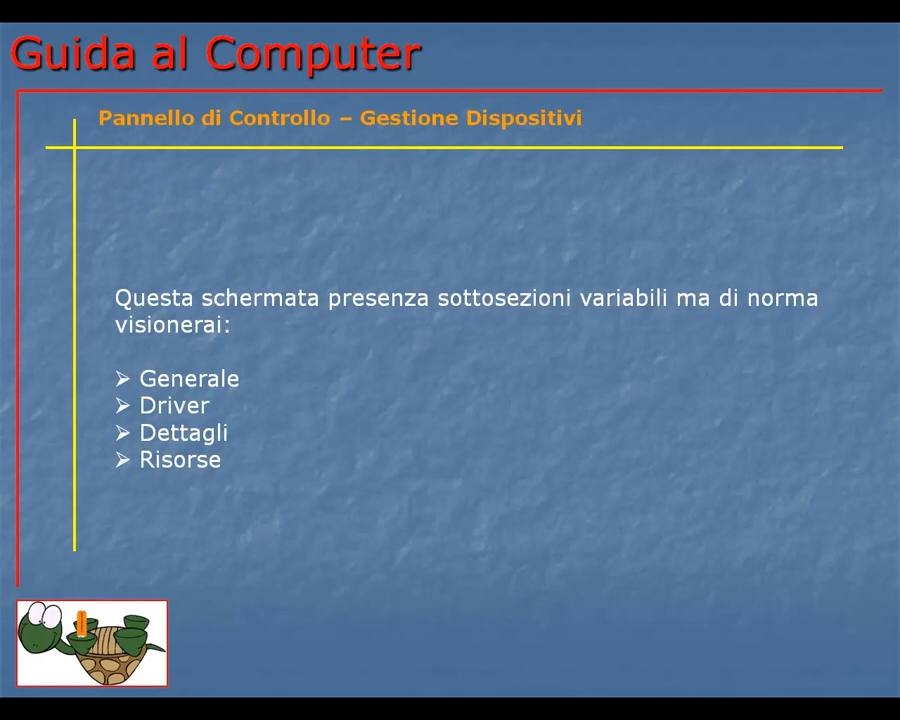 Guida al Computer
Pannello di Controllo – Gestione Dispositivi
Questa schermata presenza sottosezioni variabili ma di norma
visionerai:
➢ Generale
➢ Driver
➢ Dettagli
➢ Risorse